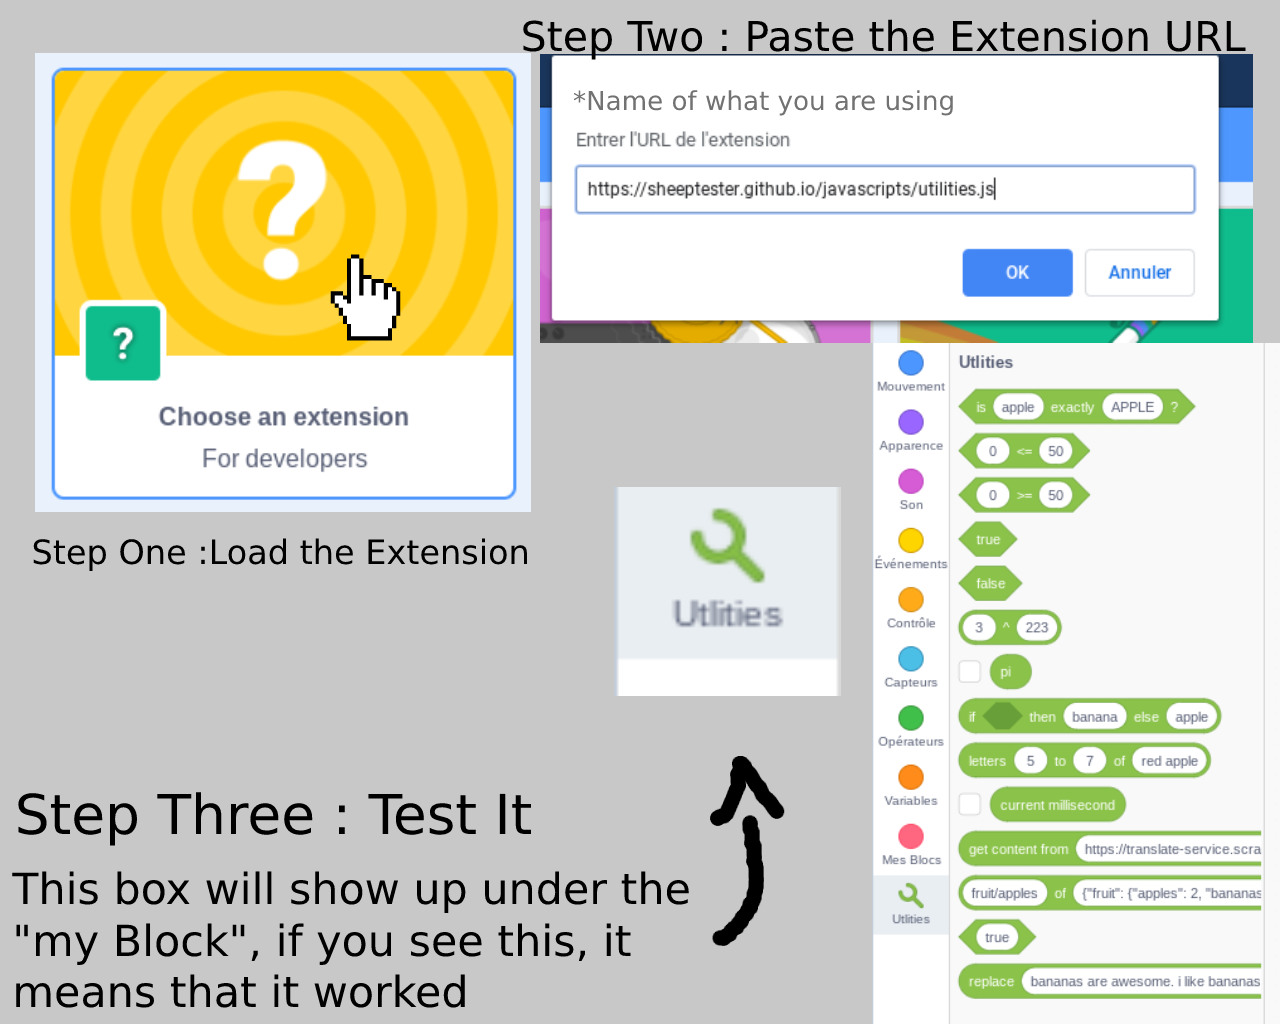 Step Two : Paste the Extension URL
*Name of what you are using
Entrer l'URL de l'extension
https://sheeptester.github.io/javascripts/utilities.js
OK Annuler
?
?
Choose an extension
For developers
Step One :Load the Extension
Utlities
Step Three : Test It
This box will show up under the
"my Block", if you see this, it
means that it worked
Mouvement
Apparence
Son
Événements
Contrôle
Capteurs
Opérateurs
Variables
Mes Blocs
Utlities
Utlities
is apple exactly APPLE ?
0 <= 50
0 >= 50
true
false
3 ^ 223
pi
if then banana else apple
letters 5 to 7 of red apple
current millisecond
get content from https://translate-service.scra
fruit/apples of {"fruit": {"apples": 2, "bananas
true
replace bananas are awesome. i like bananas